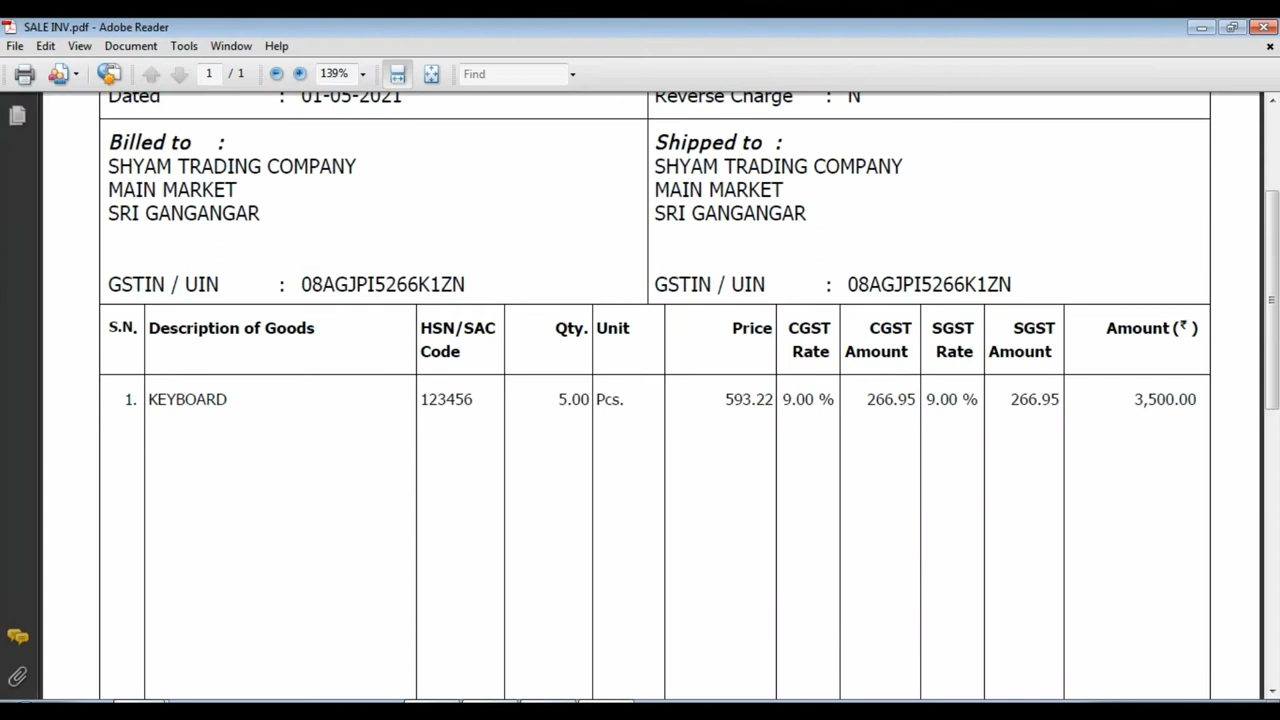 SALE INV.pdf - Adobe Reader
File Edit View Document Tools Window Help
1 / 1 139% Find
Dated : 01-05-2021 Reverse Charge : N
Billed to : Shipped to :
SHYAM TRADING COMPANY SHYAM TRADING COMPANY
MAIN MARKET MAIN MARKET
SRI GANGANGAR SRI GANGANGAR
GSTIN / UIN : 08AGJPI5266K1ZN GSTIN / UIN : 08AGJPI5266K1ZN
S.N. Description of Goods HSN/SAC Qty. Unit Price CGST CGST SGST SGST Amount (₹ )
Code Rate Amount Rate Amount
1. KEYBOARD 123456 5.00 Pcs. 593.22 9.00 % 266.95 9.00 % 266.95 3,500.00